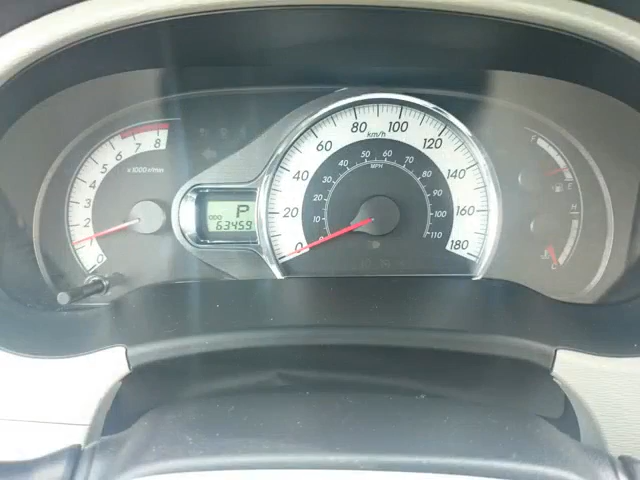 0 1 2 3 4 5 6 7 8
x1000r/min
P
ODO
63459
0 20 40 60 80 100 120 140 160 180
km/h
0 10 20 30 40 50 60 70 80 90 100 110
MPH
F
E
H
C